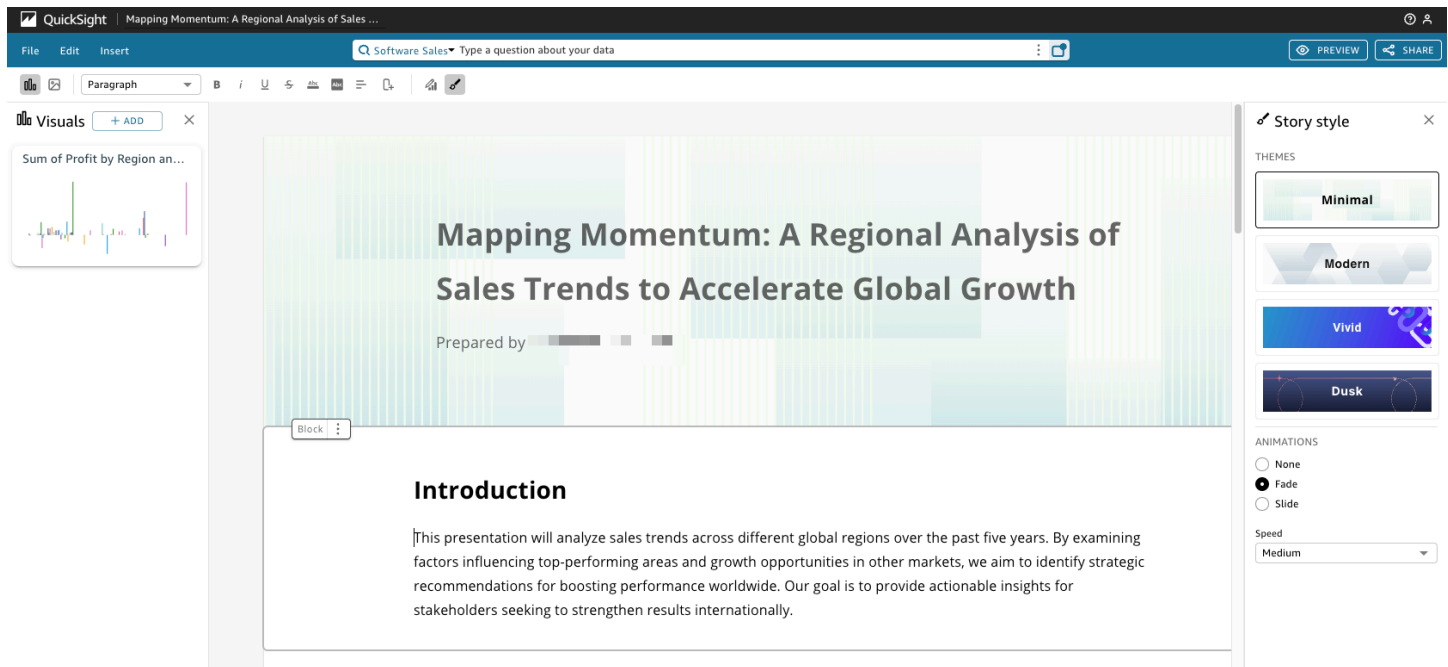 QuickSight | Mapping Momentum: A Regional Analysis of Sales ...
File Edit Insert
Software Sales Type a question about your data
PREVIEW SHARE
Paragraph B i U S Abc Abc
Visuals + ADD
Sum of Profit by Region an...
Mapping Momentum: A Regional Analysis of
Sales Trends to Accelerate Global Growth
Prepared by
Block
Introduction
This presentation will analyze sales trends across different global regions over the past five years. By examining
factors influencing top-performing areas and growth opportunities in other markets, we aim to identify strategic
recommendations for boosting performance worldwide. Our goal is to provide actionable insights for
stakeholders seeking to strengthen results internationally.
Story style
THEMES
Minimal
Modern
Vivid
Dusk
ANIMATIONS
None
Fade
Slide
Speed
Medium